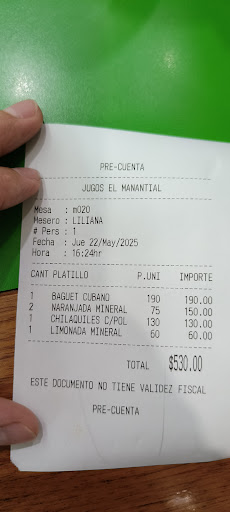 PRE-CUENTA
JUGOS EL MANANTIAL
Mesa : m020
Mesero : LILIANA
# Pers : 1
Fecha : Jue 22/May/2025
Hora : 16:24hr
CANT PLATILLO P.UNI IMPORTE
1 BAGUET CUBANO 190 190.00
2 NARANJADA MINERAL 75 150.00
1 CHILAQUILES C/POL 130 130.00
1 LIMONADA MINERAL 60 60.00
TOTAL $530.00
ESTE DOCUMENTO NO TIENE VALIDEZ FISCAL
PRE-CUENTA